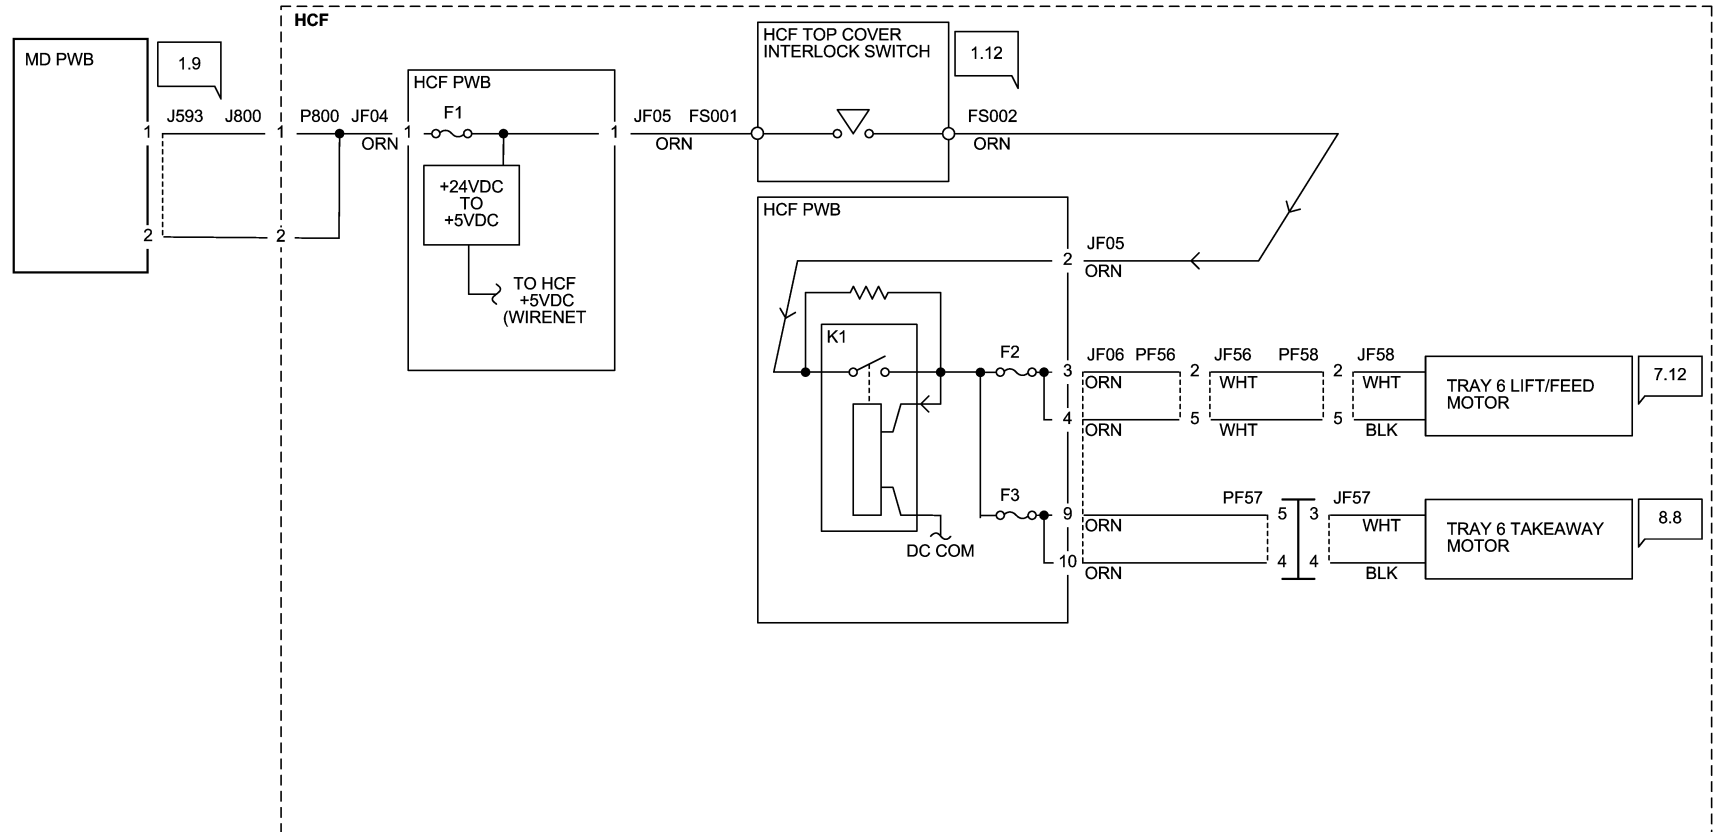 HCF
MD PWB
1.9
HCF TOP COVER
INTERLOCK SWITCH
1.12
HCF PWB
1 J593 J800 1 P800 JF04 1 F1 1 JF05 FS001 FS002
ORN ORN ORN
+24VDC
TO
+5VDC
2 2
TO HCF
+5VDC
(WIRENET
HCF PWB
2 JF05
ORN
K1
F2 3 JF06 PF56 2 JF56 PF58 2 JF58
ORN WHT WHT
4 5 5
ORN WHT BLK
TRAY 6 LIFT/FEED
MOTOR
7.12
F3 9 PF57 5 3 JF57
ORN WHT
10 4 4
ORN BLK
DC COM
TRAY 6 TAKEAWAY
MOTOR
8.8